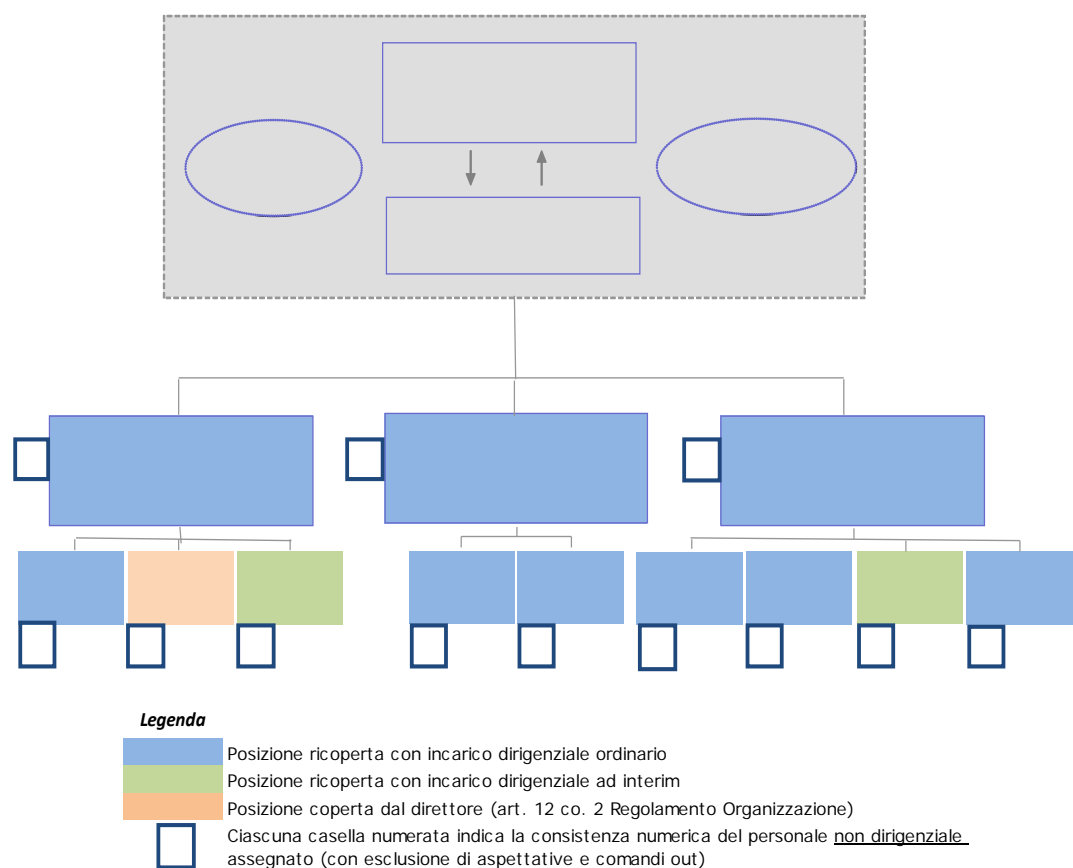 Legenda
Posizione ricoperta con incarico dirigenziale ordinario
Posizione ricoperta con incarico dirigenziale ad interim
Posizione coperta dal direttore (art. 12 co. 2 Regolamento Organizzazione)
Ciascuna casella numerata indica la consistenza numerica del personale non dirigenziale
assegnato (con esclusione di aspettative e comandi out)